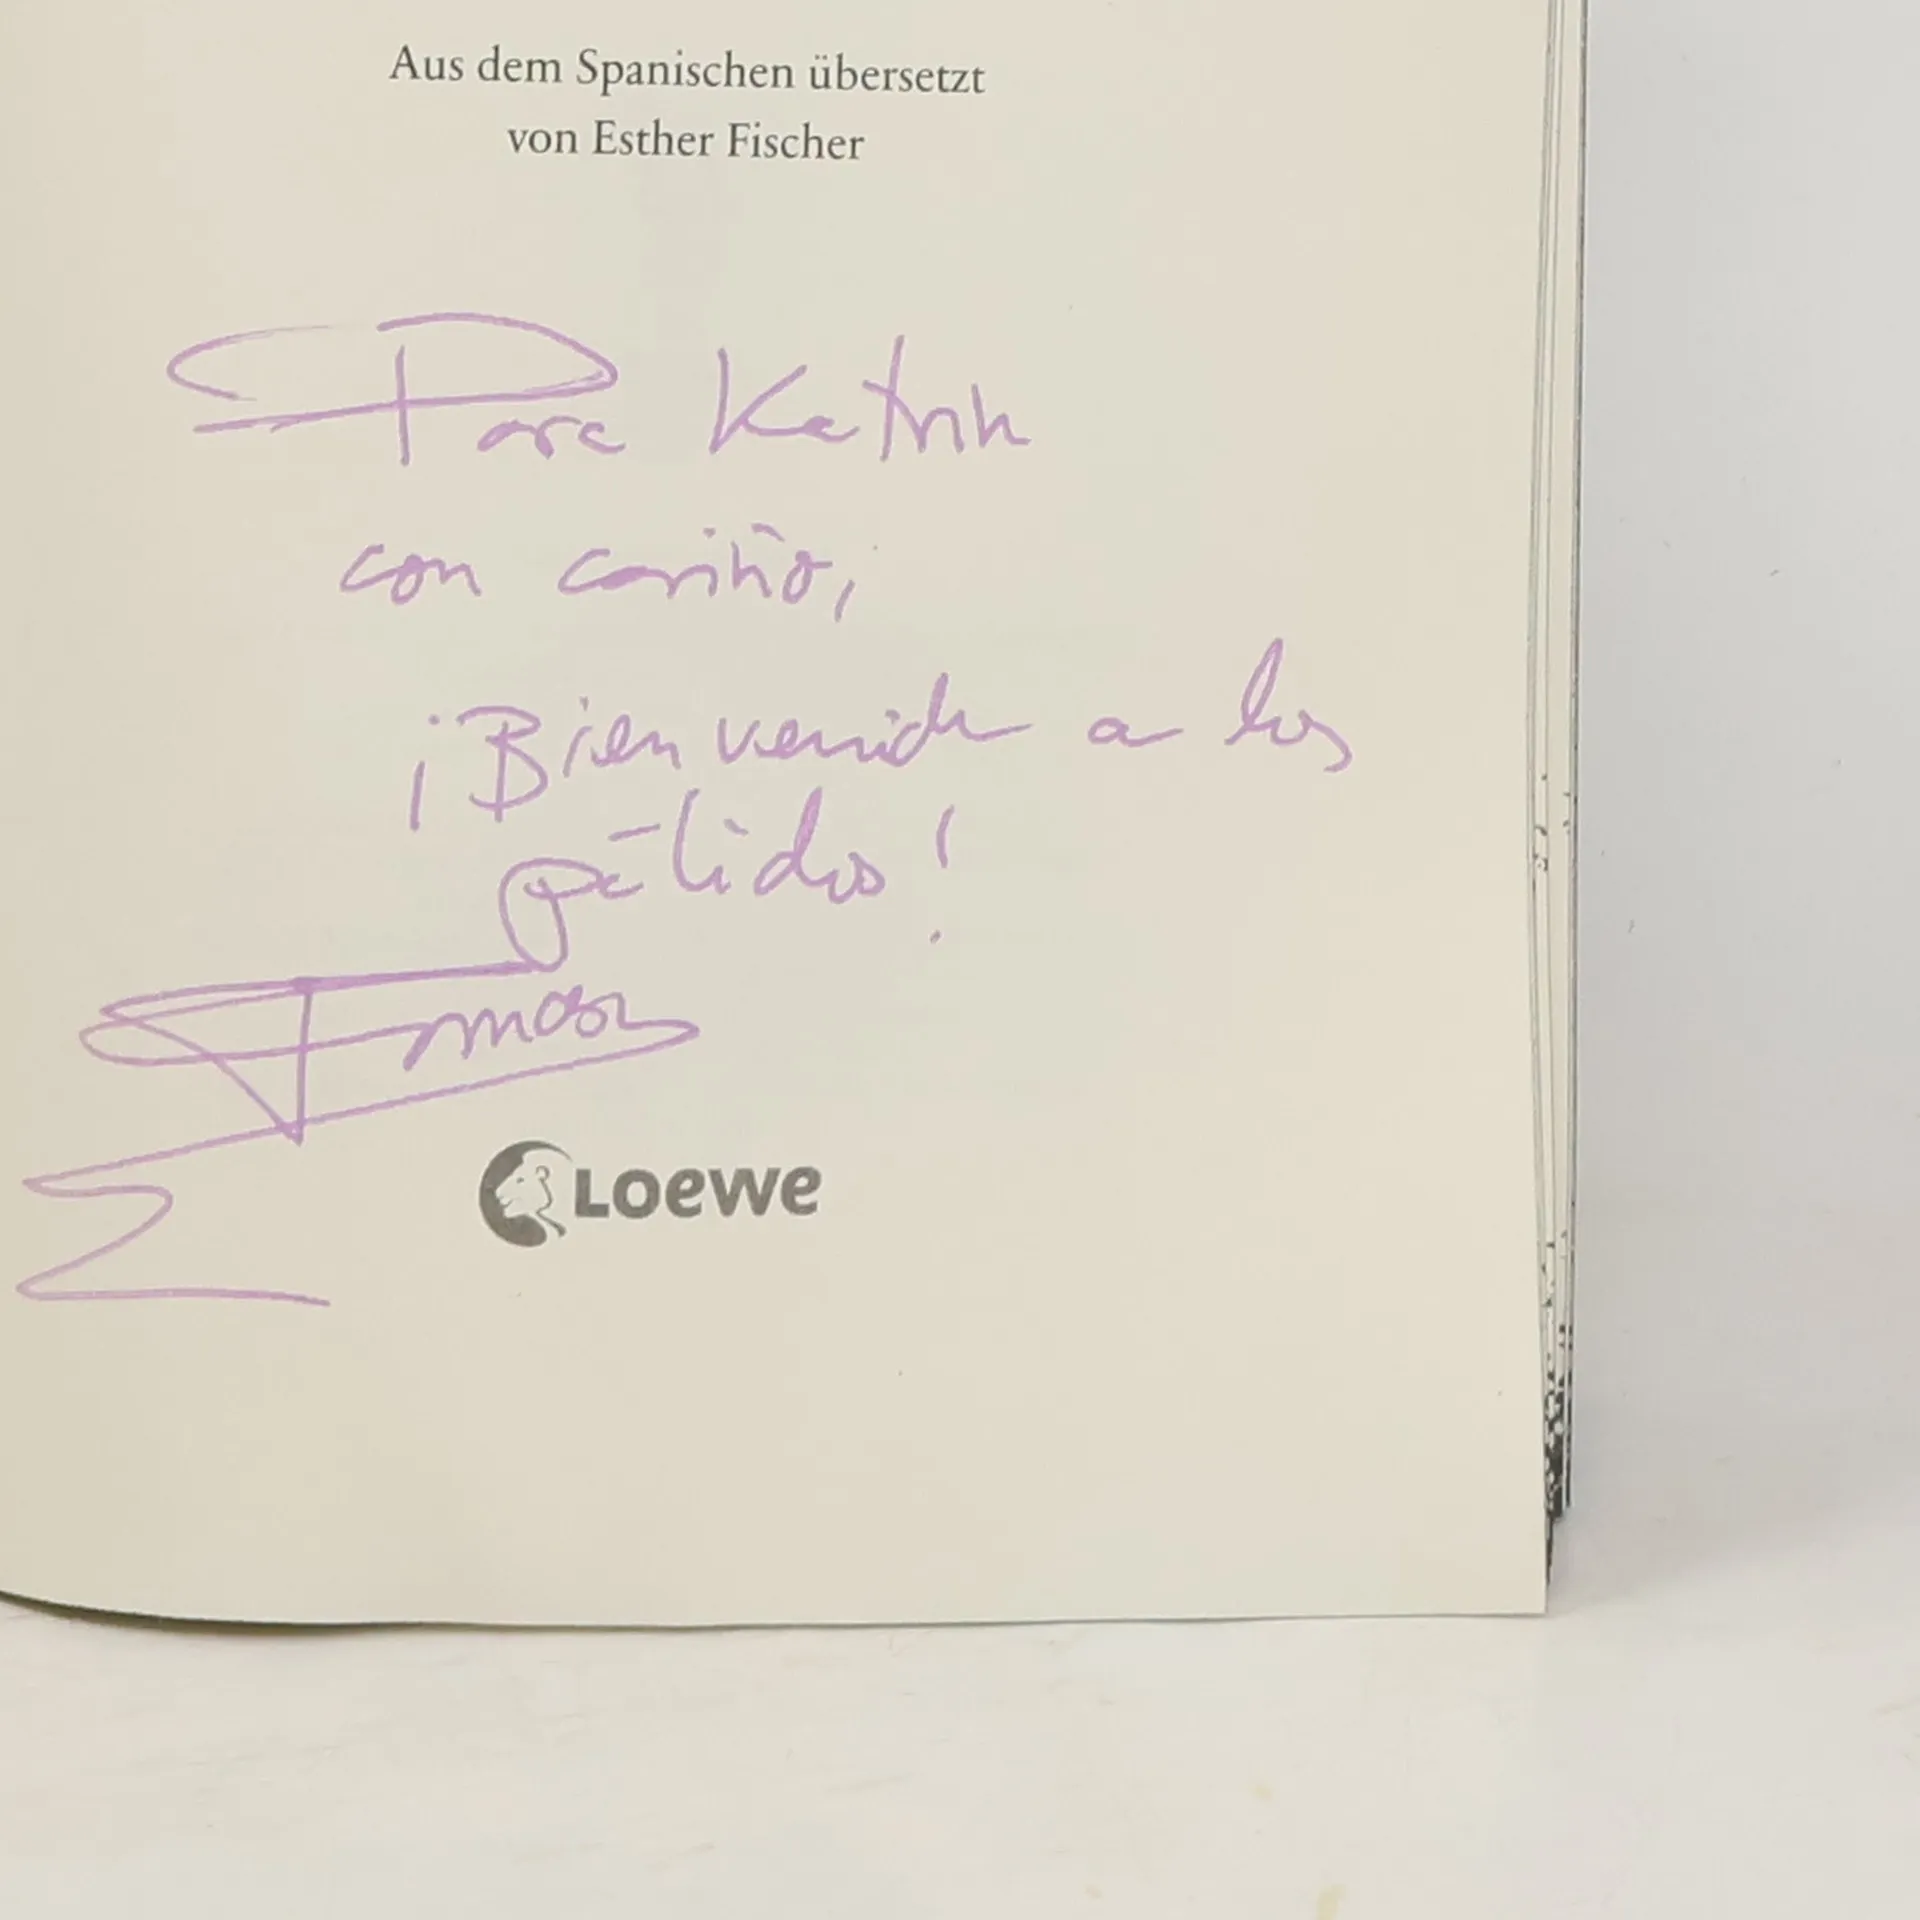 Aus dem Spanischen übersetzt
von Esther Fischer
Para Katrin
con cariño,
¡Bienvenida a los
pálidos!
LOEWE